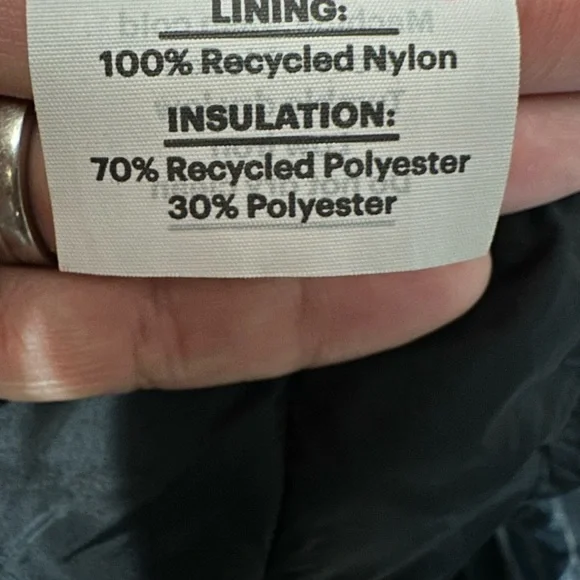 LINING:
100% Recycled Nylon
INSULATION:
70% Recycled Polyester
30% Polyester